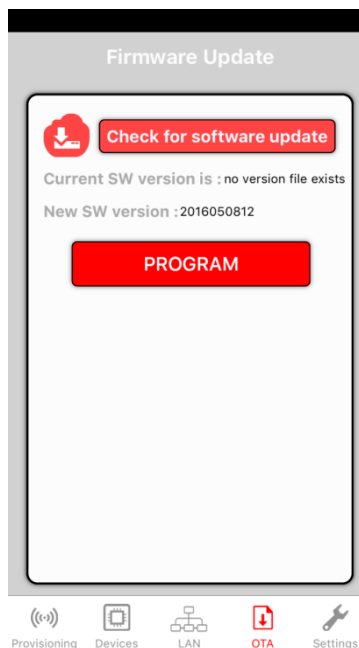 Firmware Update
Check for software update
Current SW version is : no version file exists
New SW version : 2016050812
PROGRAM
Provisioning Devices LAN OTA Settings